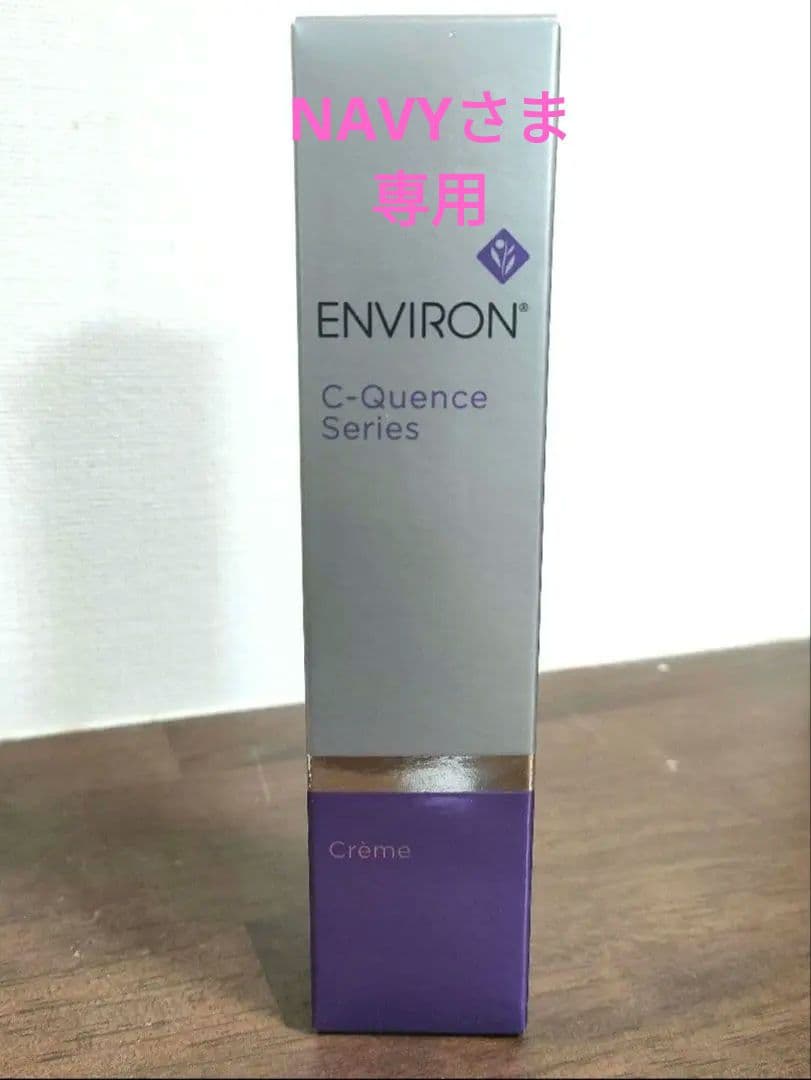 NAVYさま
専用
ENVIRON®
C-Quence
Series
Crème